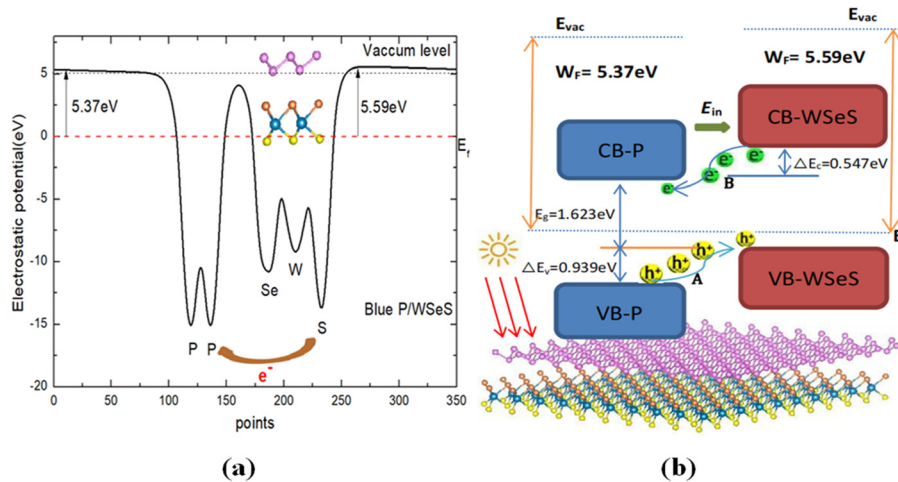 5
0
-5
-10
-15
-20
0
50
100
150
200
250
300
350
Electrostatic potential(eV)
points
Vaccum level
5.37eV
5.59eV
E_f
Se
W
P
P
S
Blue P/WSeS
e⁻
(a)
E_vac
E_vac
W_F= 5.37eV
W_F= 5.59eV
E_in
CB-WSeS
CB-P
e⁻
e⁻
e⁻
e⁻
B
△E_c=0.547eV
E_g=1.623eV
△E_v=0.939eV
h⁺
h⁺
h⁺
h⁺
h⁺
A
VB-P
VB-WSeS
(b)